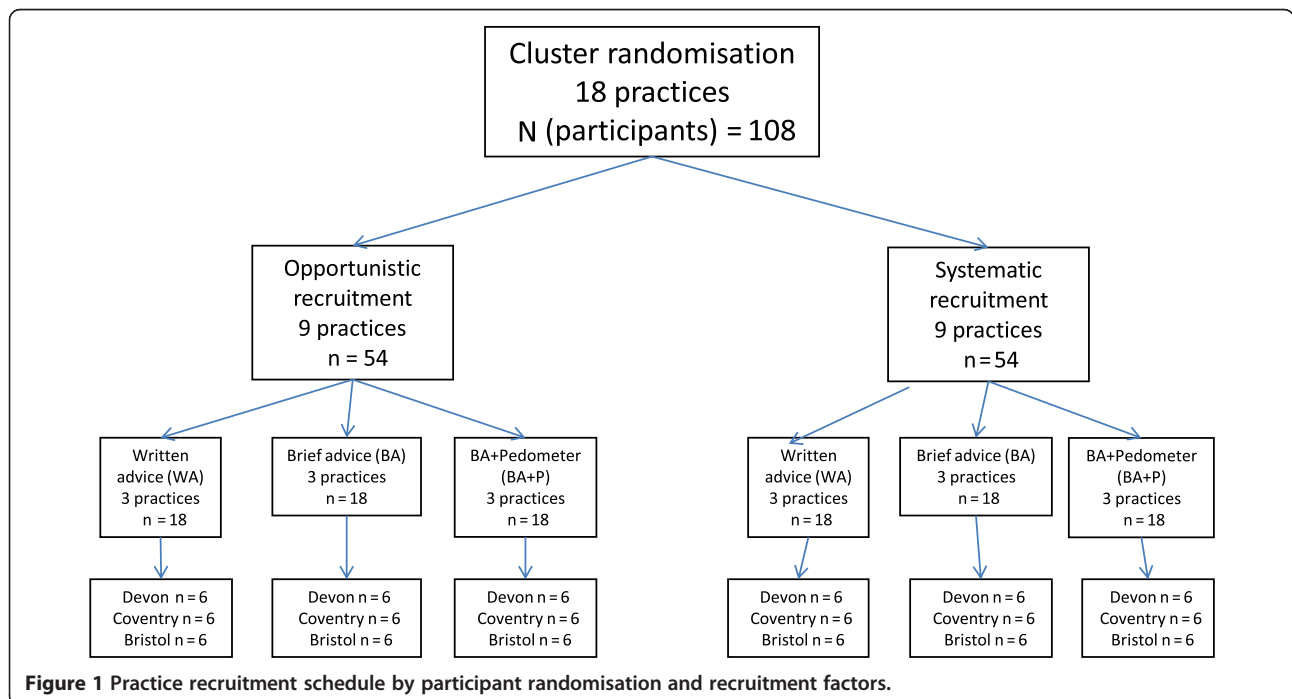 Cluster randomisation
18 practices
N (participants) = 108
Opportunistic
recruitment
9 practices
n = 54
Systematic
recruitment
9 practices
n = 54
Written
advice (WA)
3 practices
n = 18
Brief advice (BA)
3 practices
n = 18
BA+Pedometer
(BA+P)
3 practices
n = 18
Written
advice (WA)
3 practices
n = 18
Brief advice (BA)
3 practices
n = 18
BA+Pedometer
(BA+P)
3 practices
n = 18
Devon n = 6
Coventry n = 6
Bristol n = 6
Devon n = 6
Coventry n = 6
Bristol n = 6
Devon n = 6
Coventry n = 6
Bristol n = 6
Devon n = 6
Coventry n = 6
Bristol n = 6
Devon n = 6
Coventry n = 6
Bristol n = 6
Devon n = 6
Coventry n = 6
Bristol n = 6
Figure 1 Practice recruitment schedule by participant randomisation and recruitment factors.